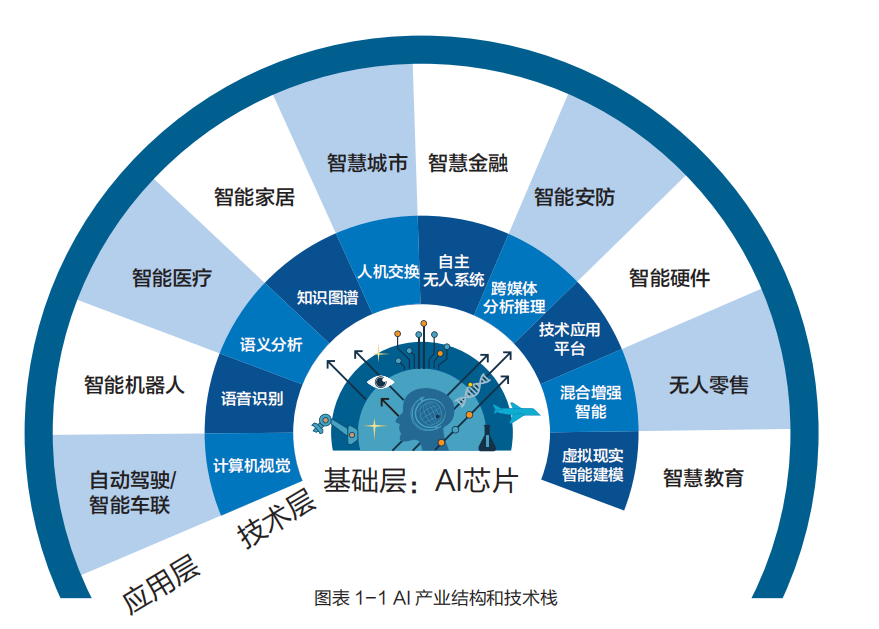 智慧城市
智慧金融
智能家居
智能安防
智能医疗
智能硬件
智能机器人
无人零售
自动驾驶/
智能车联
智慧教育
人机交换
自主
无人系统
知识图谱
跨媒体
分析推理
语义分析
技术应用
平台
语音识别
混合增强
智能
计算机视觉
虚拟现实
智能建模
基础层：AI芯片
技术层
应用层
图表 1-1 AI 产业结构和技术栈